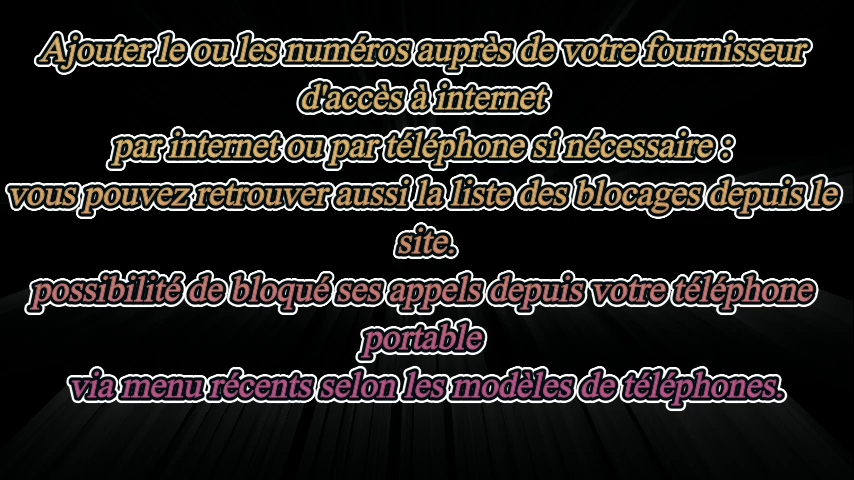 Ajouter le ou les numéros auprès de votre fournisseur
d'accès à internet
par internet ou par téléphone si nécessaire :
vous pouvez retrouver aussi la liste des blocages depuis le
site.
possibilité de bloqué ses appels depuis votre téléphone
portable
via menu récents selon les modèles de téléphones.